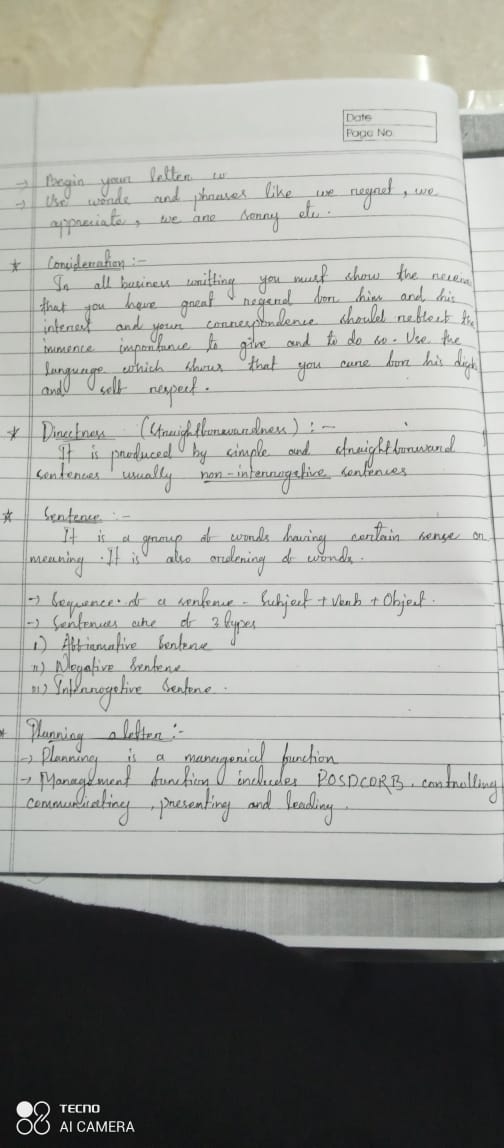 Date
Page No.
→ Begin your letter w
→ Use words and phrases like we regret, we
appreciate, we are sorry etc.
* Consideration :-
In all business writting you must show the receive
that you have great regard for him and his
interest and your correspondence should reflect the
immence importance to give and to do so. Use the
language which shows that you care for his dign
and self respect.
* Directness (Straightforwardness) : -
It is produced by simple and straightforward
sentences usually non-interrogative sentences
* Sentence :-
It is a group of words having certain sense or
meaning. It is also ordering of words.
→ Sequence of a sentence - Subject + Verb + Object.
→ Sentences are of 3 types
i) Affirmative Sentence
ii) Negative Sentene
iii) Interrogative Sentene.
* Planning a letter :-
→ Planning is a managerial function
→ Management function includes POSDCORB, controlling
communicating, presenting and leading.
TECNO
AI CAMERA